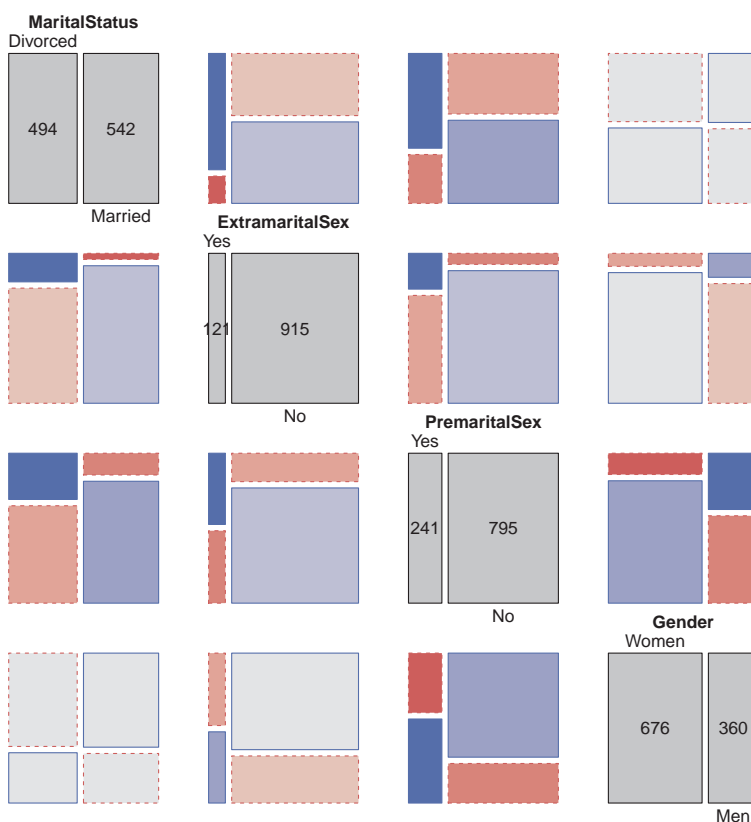 MaritalStatus
Divorced
494 542
Married
ExtramaritalSex
Yes
121 915
No
PremaritalSex
Yes
241 795
No
Gender
Women
676 360
Men